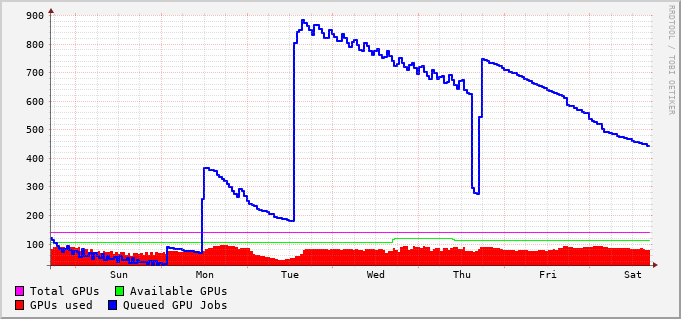 900
800
700
600
500
400
300
200
100
Sun Mon Tue Wed Thu Fri Sat
Total GPUs Available GPUs
GPUs used Queued GPU Jobs
RRDTOOL / TOBI OETIKER